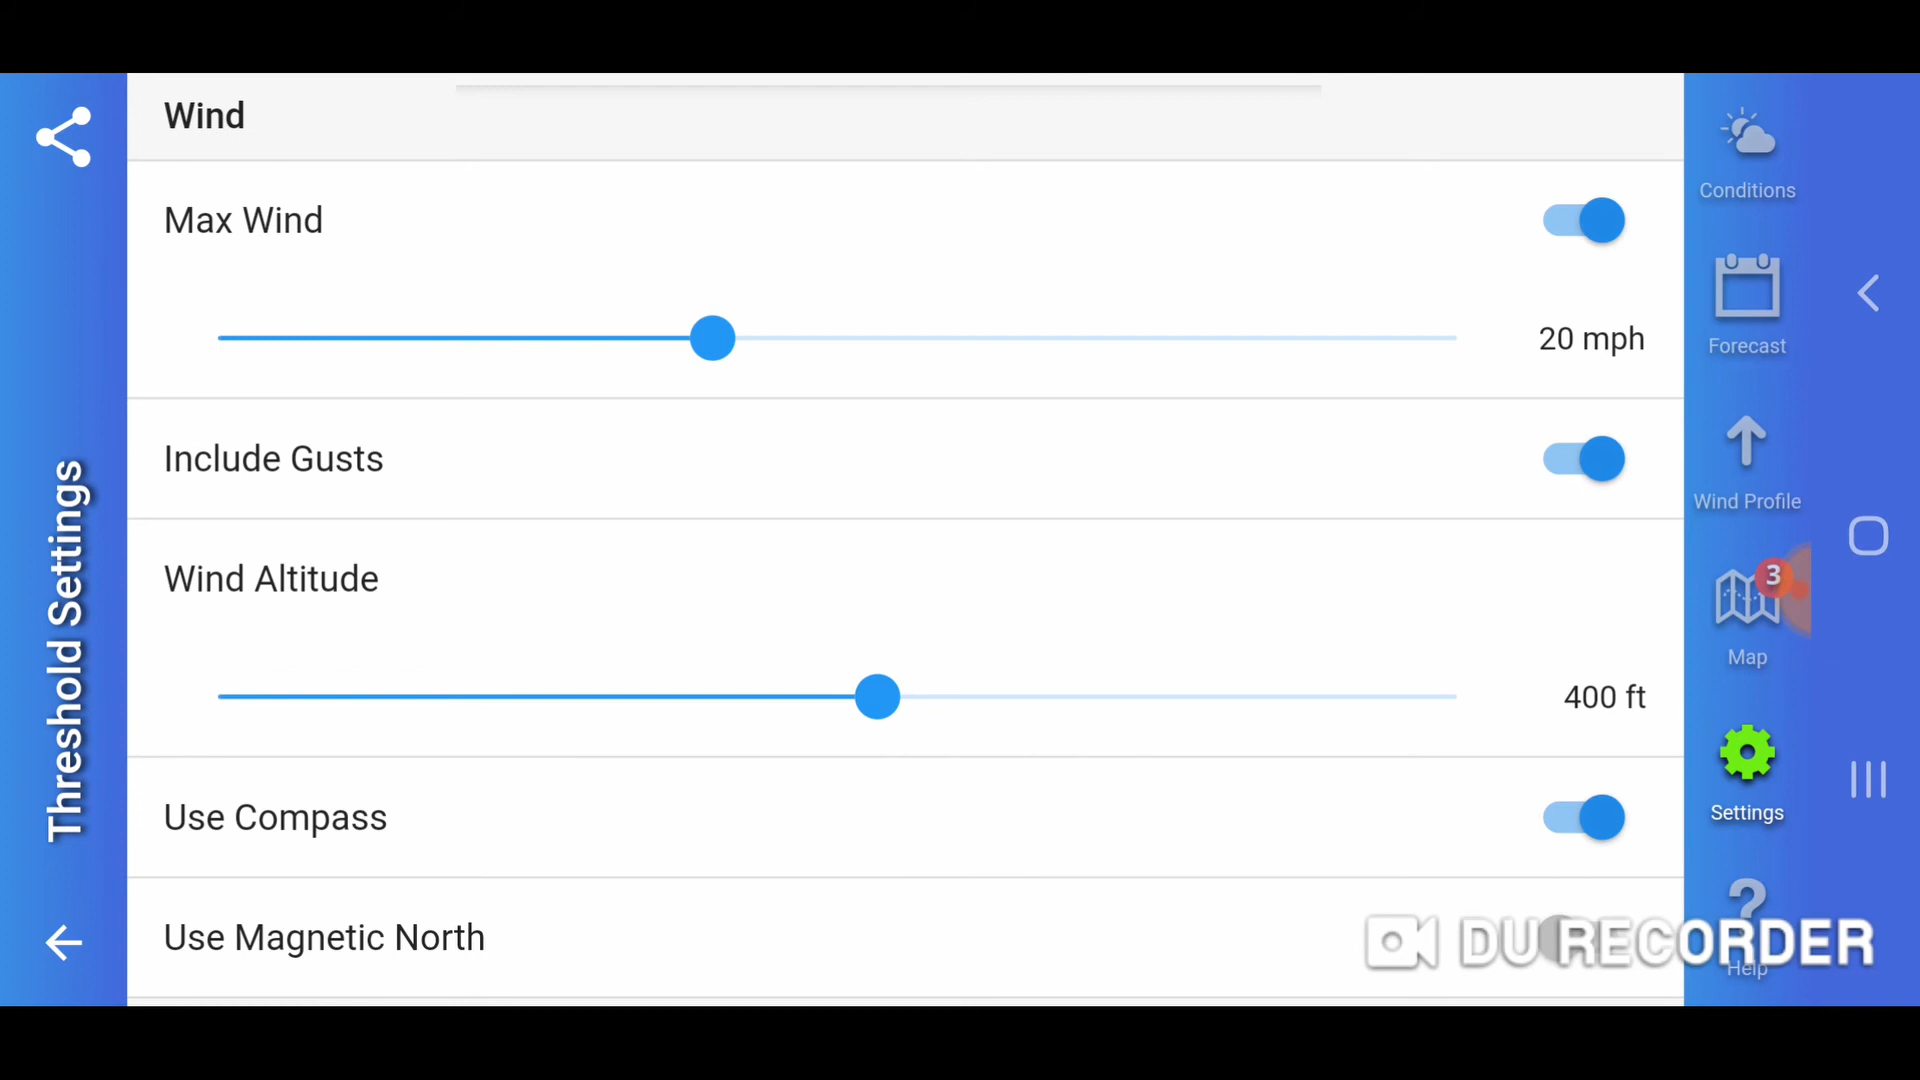 Threshold Settings
Wind
Max Wind
20 mph
Include Gusts
Wind Altitude
400 ft
Use Compass
Use Magnetic North
Conditions
Forecast
Wind Profile
3
Map
Settings
?
Help
DU RECORDER